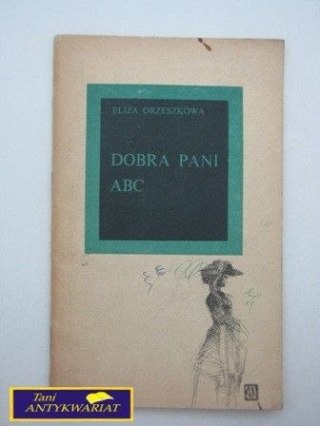 ELIZA ORZESZKOWA
DOBRA PANI
ABC
Tani
ANTYKWARIAT